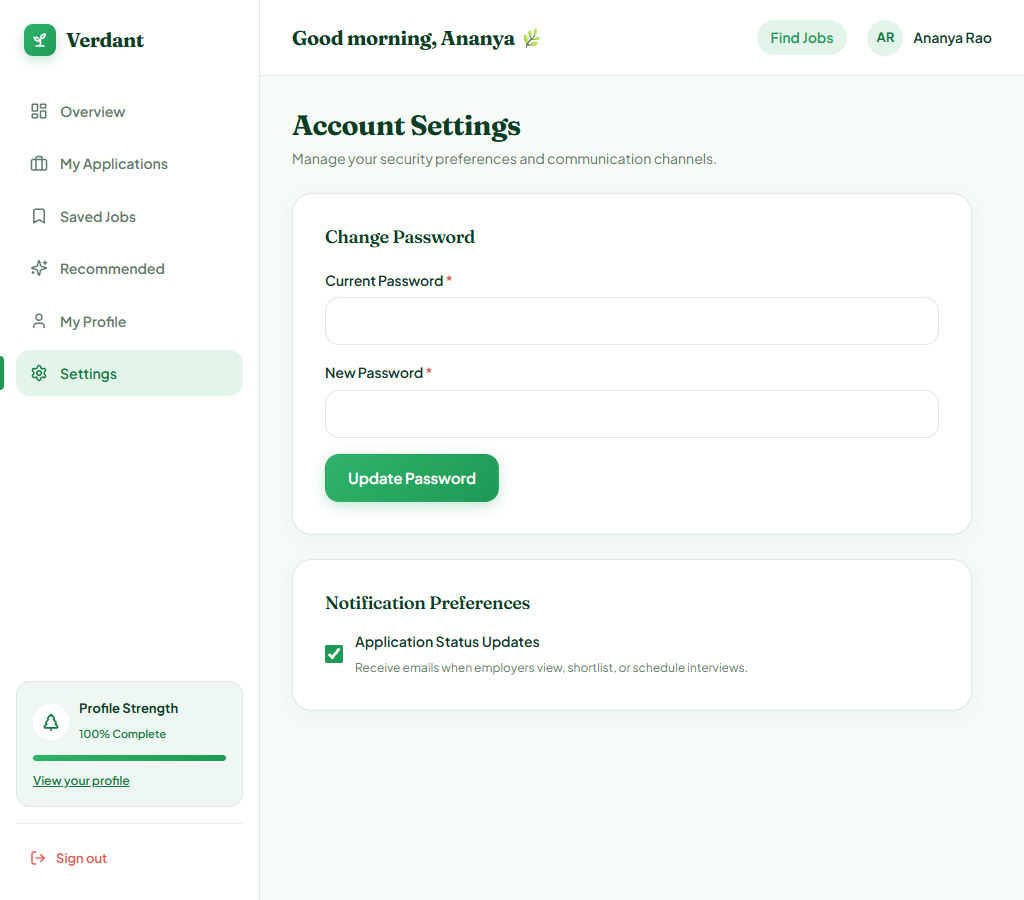 Verdant
Overview
My Applications
Saved Jobs
Recommended
My Profile
Settings
Profile Strength
100% Complete
View your profile
Sign out
Good morning, Ananya 🌿
Find Jobs
AR
Ananya Rao
Account Settings
Manage your security preferences and communication channels.
Change Password
Current Password *
New Password *
Update Password
Notification Preferences
Application Status Updates
Receive emails when employers view, shortlist, or schedule interviews.